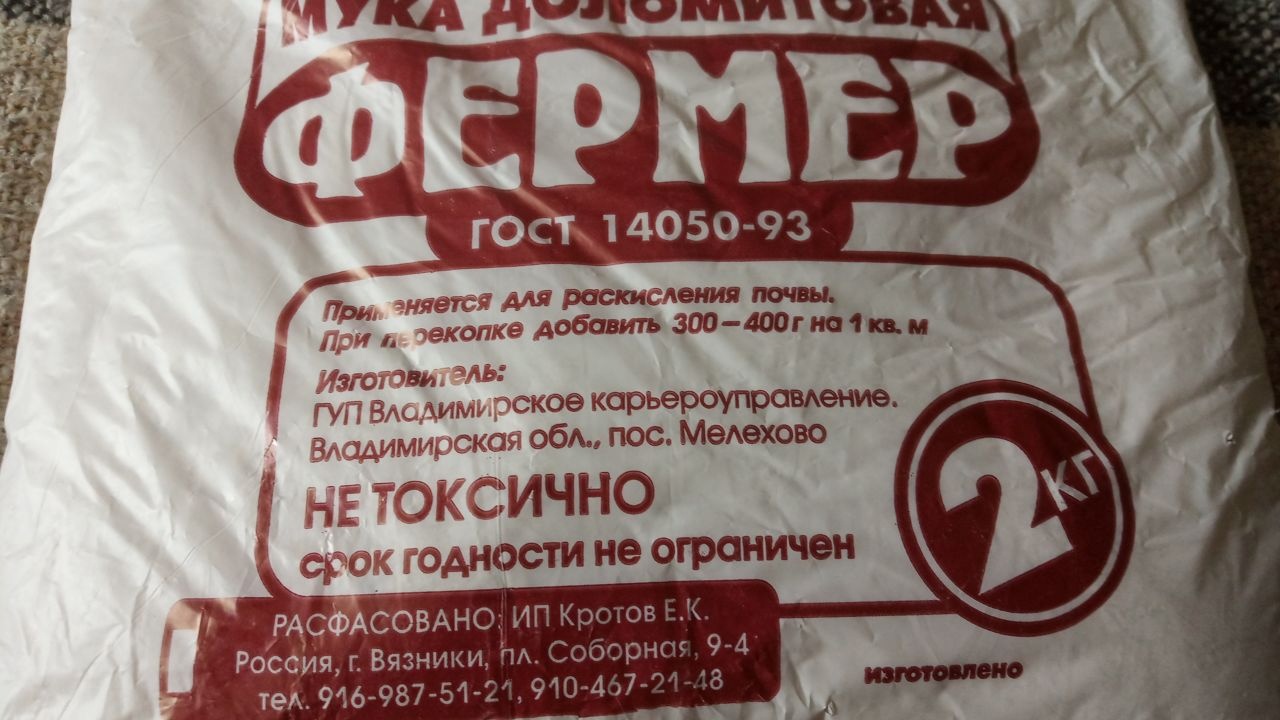 МУКА ДОЛОМИТОВАЯ
ФЕРМЕР
ГОСТ 14050-93
Применяется для раскисления почвы.
При перекопке добавить 300–400 г на 1 кв. м
Изготовитель:
ГУП Владимирское карьероуправление.
Владимирская обл., пос. Мелехово
НЕ ТОКСИЧНО
срок годности не ограничен
2 КГ
РАСФАСОВАНО: ИП Кротов Е.К.
Россия, г. Вязники, пл. Соборная, 9-4
тел. 916-987-51-21, 910-467-21-48
изготовлено